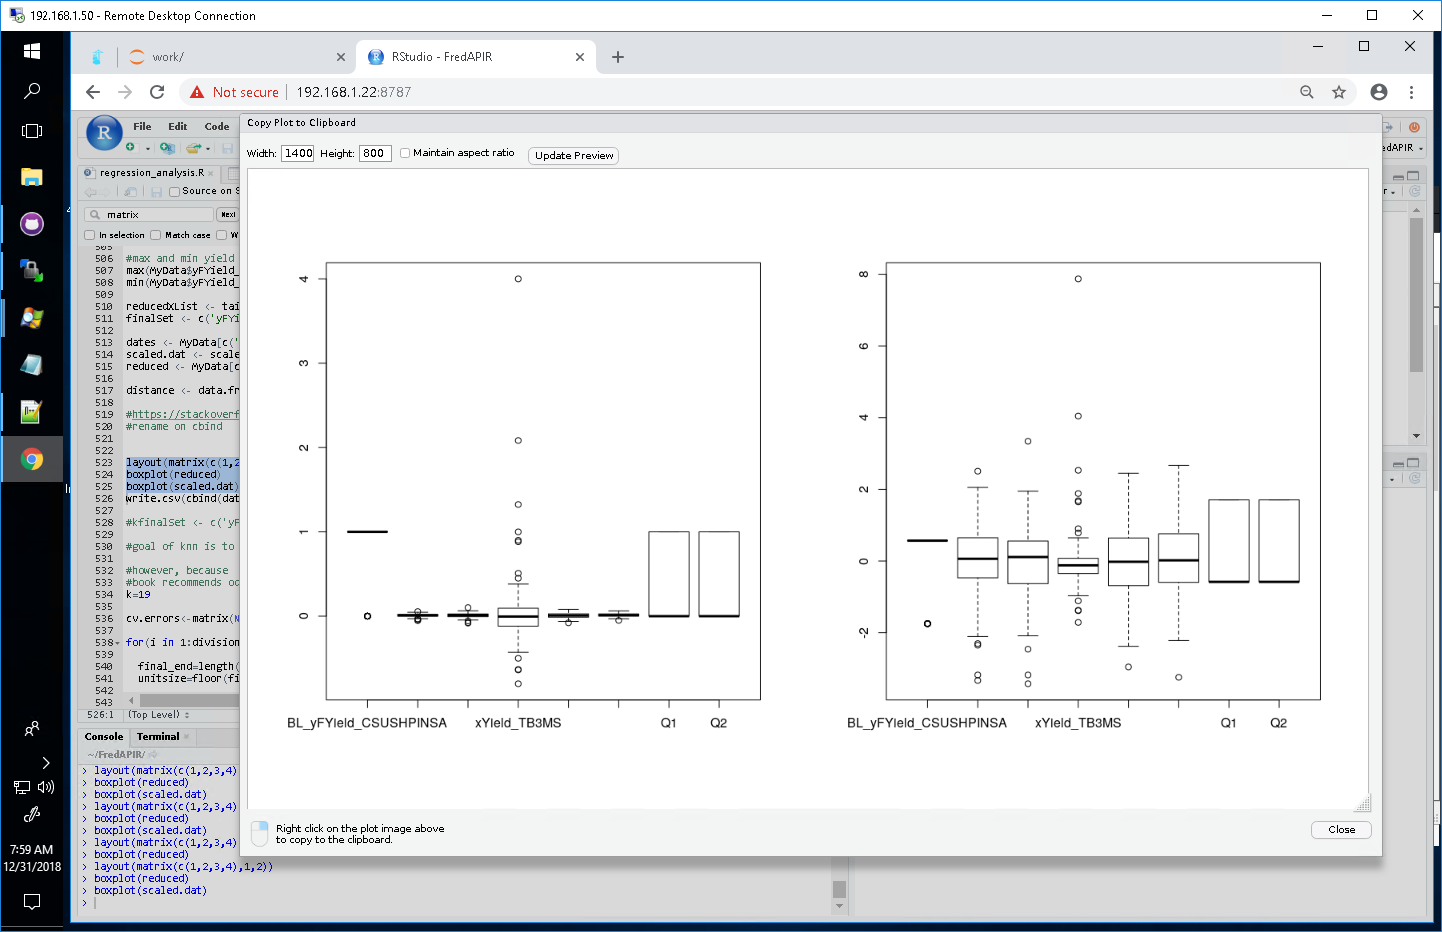 192.168.1.50 - Remote Desktop Connection
work/
RStudio - FredAPIR
Not secure
192.168.1.22:8787
File Edit Code
Copy Plot to Clipboard
Width: 1400 Height: 800 Maintain aspect ratio Update Preview
edAPIR
regression_analysis.R
Source on S
matrix
Next
In selection Match case W
505
506 #max and min yield
507 max(MyData$yFYield_
508 min(MyData$yFYield_
509
510 reducedXList <- tai
511 finalSet <- c('yFYi
512
513 dates <- MyData[c('
514 scaled.dat <- scale
515 reduced <- MyData[c
516
517 distance <- data.fr
518
519 #https://stackoverf
520 #rename on cbind
521
522
523 layout(matrix(c(1,2
524 boxplot(reduced)
525 boxplot(scaled.dat)
526 write.csv(cbind(dat
527
528 #kfinalSet <- c('yF
529
530 #goal of knn is to
531
532 #however, because
533 #book recommends od
534 k=19
535
536 cv.errors<-matrix(N
537
538 for(i in 1:division
539
540 final_end=length(
541 unitsize=floor(fi
542
543
526:1 (Top Level)
4
3
2
1
0
BL_yFYield_CSUSHPINSA xYield_TB3MS Q1 Q2
8
6
4
2
0
-2
BL_yFYield_CSUSHPINSA xYield_TB3MS Q1 Q2
Right click on the plot image above
to copy to the clipboard.
Close
Console Terminal
~/FredAPIR/
> layout(matrix(c(1,2,3,4)
> boxplot(reduced)
> boxplot(scaled.dat)
> layout(matrix(c(1,2,3,4)
> boxplot(reduced)
> boxplot(scaled.dat)
> layout(matrix(c(1,2,3,4)
> boxplot(reduced)
> layout(matrix(c(1,2,3,4),1,2))
> boxplot(reduced)
> boxplot(scaled.dat)
>
7:59 AM
12/31/2018